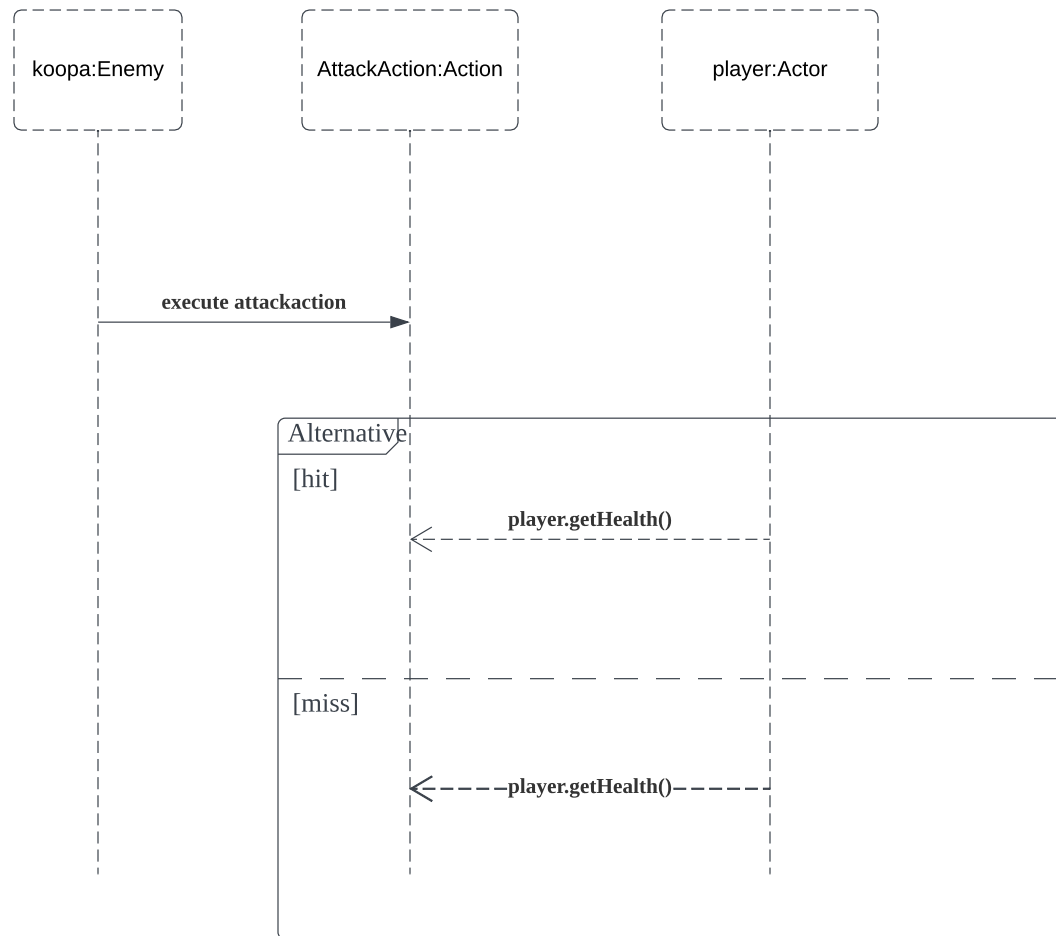 koopa:Enemy
AttackAction:Action
player:Actor
execute attackaction
Alternative
[hit]
player.getHealth()
[miss]
player.getHealth()